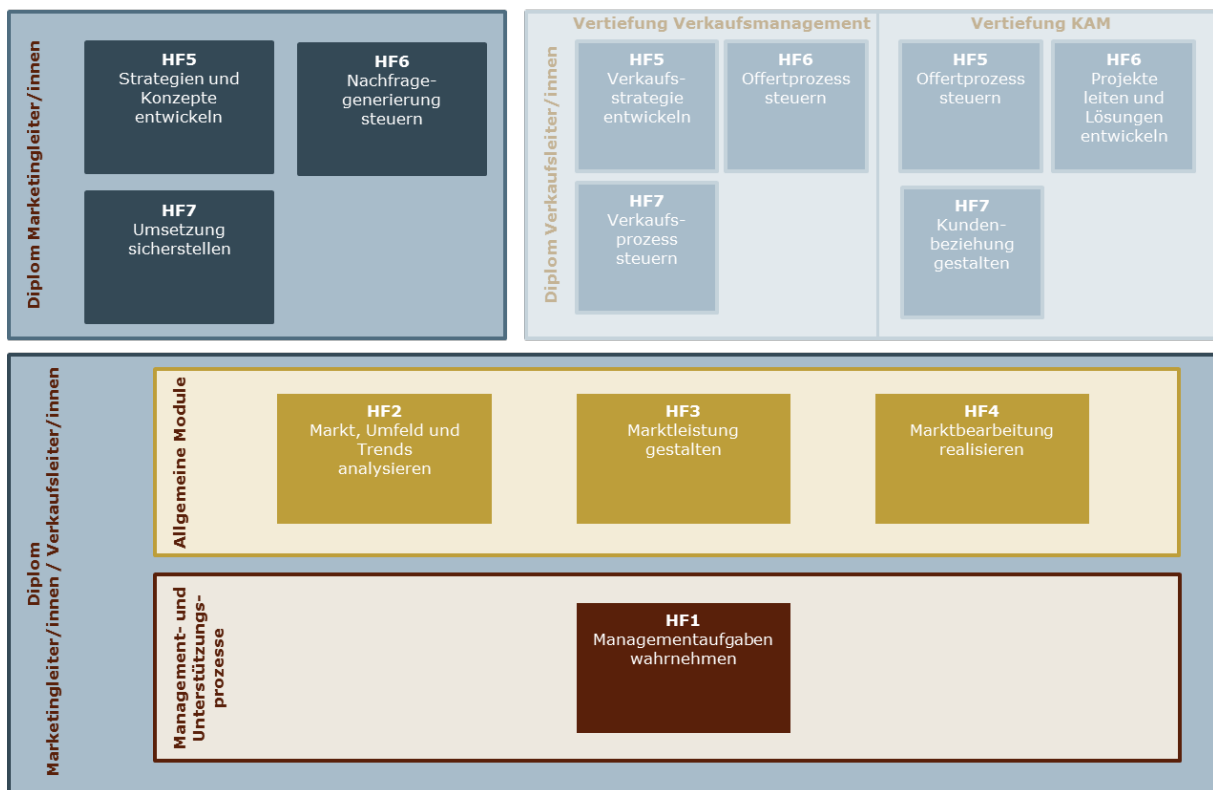 Diplom Marketingleiter/innen
HF5
Strategien und
Konzepte
entwickeln
HF6
Nachfrage-
generierung
steuern
HF7
Umsetzung
sicherstellen
Diplom Verkaufsleiter/innen
Vertiefung Verkaufsmanagement
HF5
Verkaufs-
strategie
entwickeln
HF6
Offertprozess
steuern
HF7
Verkaufs-
prozess
steuern
Vertiefung KAM
HF5
Offertprozess
steuern
HF6
Projekte
leiten und
Lösungen
entwickeln
HF7
Kunden-
beziehung
gestalten
Diplom
Marketingleiter/innen / Verkaufsleiter/innen
Allgemeine Module
HF2
Markt, Umfeld und
Trends
analysieren
HF3
Marktleistung
gestalten
HF4
Marktbearbeitung
realisieren
Management- und
Unterstützungs-
prozesse
HF1
Managementaufgaben
wahrnehmen